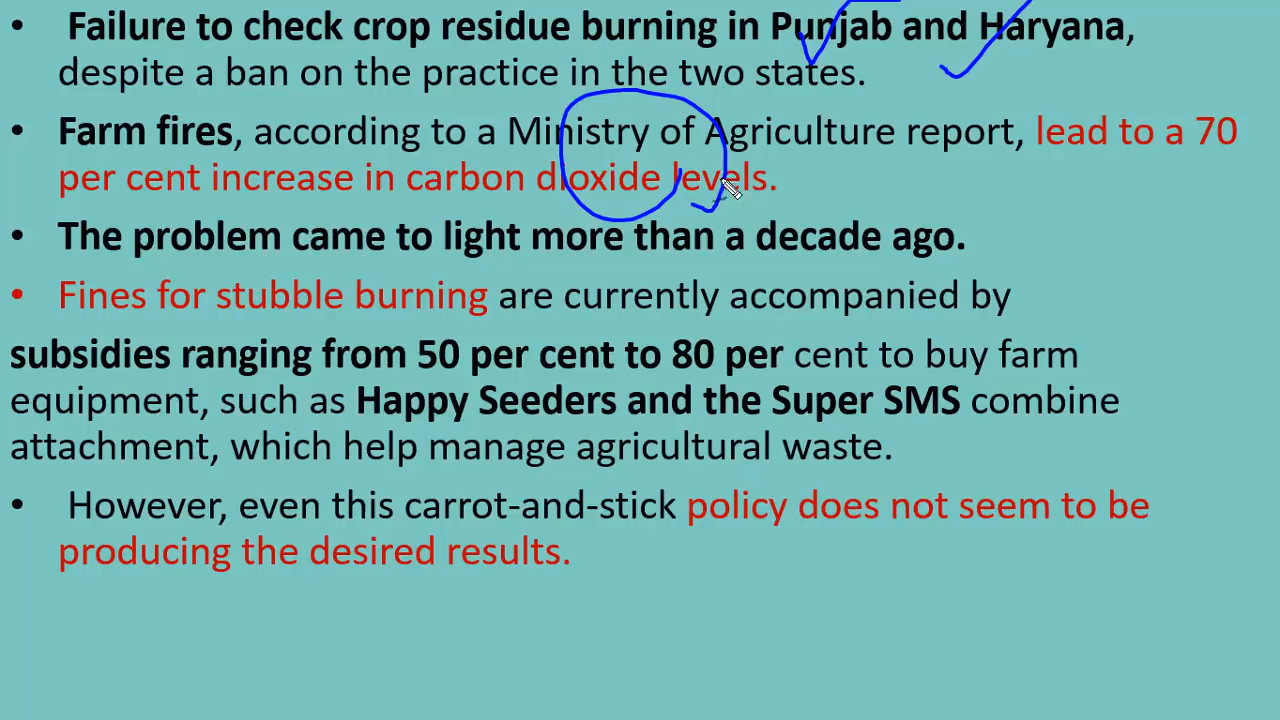 • Failure to check crop residue burning in Punjab and Haryana,
despite a ban on the practice in the two states.
• Farm fires, according to a Ministry of Agriculture report, lead to a 70
per cent increase in carbon dioxide levels.
• The problem came to light more than a decade ago.
• Fines for stubble burning are currently accompanied by
subsidies ranging from 50 per cent to 80 per cent to buy farm
equipment, such as Happy Seeders and the Super SMS combine
attachment, which help manage agricultural waste.
• However, even this carrot-and-stick policy does not seem to be
producing the desired results.